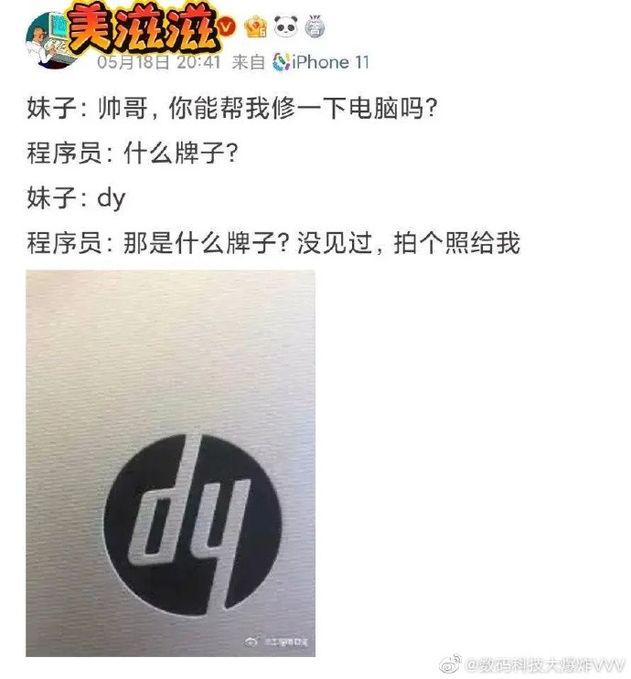 美滋滋
05月18日 20:41 来自 iPhone 11
妹子：帅哥，你能帮我修一下电脑吗？
程序员：什么牌子？
妹子：dy
程序员：那是什么牌子？没见过，拍个照给我
dy
@数码科技大爆炸VVV